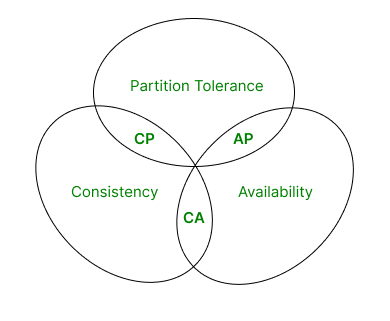 Partition Tolerance
CP
AP
Consistency
Availability
CA